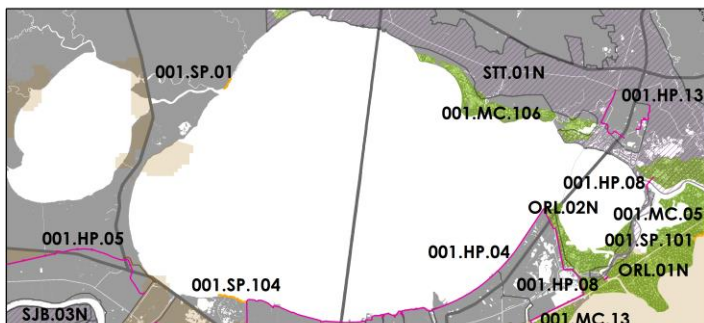 001.SP.01
STT.01N
001.HP.13
001.MC.106
001.HP.08
ORL.02N
001.MC.05
001.HP.05
001.HP.04
001.SP.101
ORL.01N
001.SP.104
001.HP.08
SJB.03N
001.MC.13